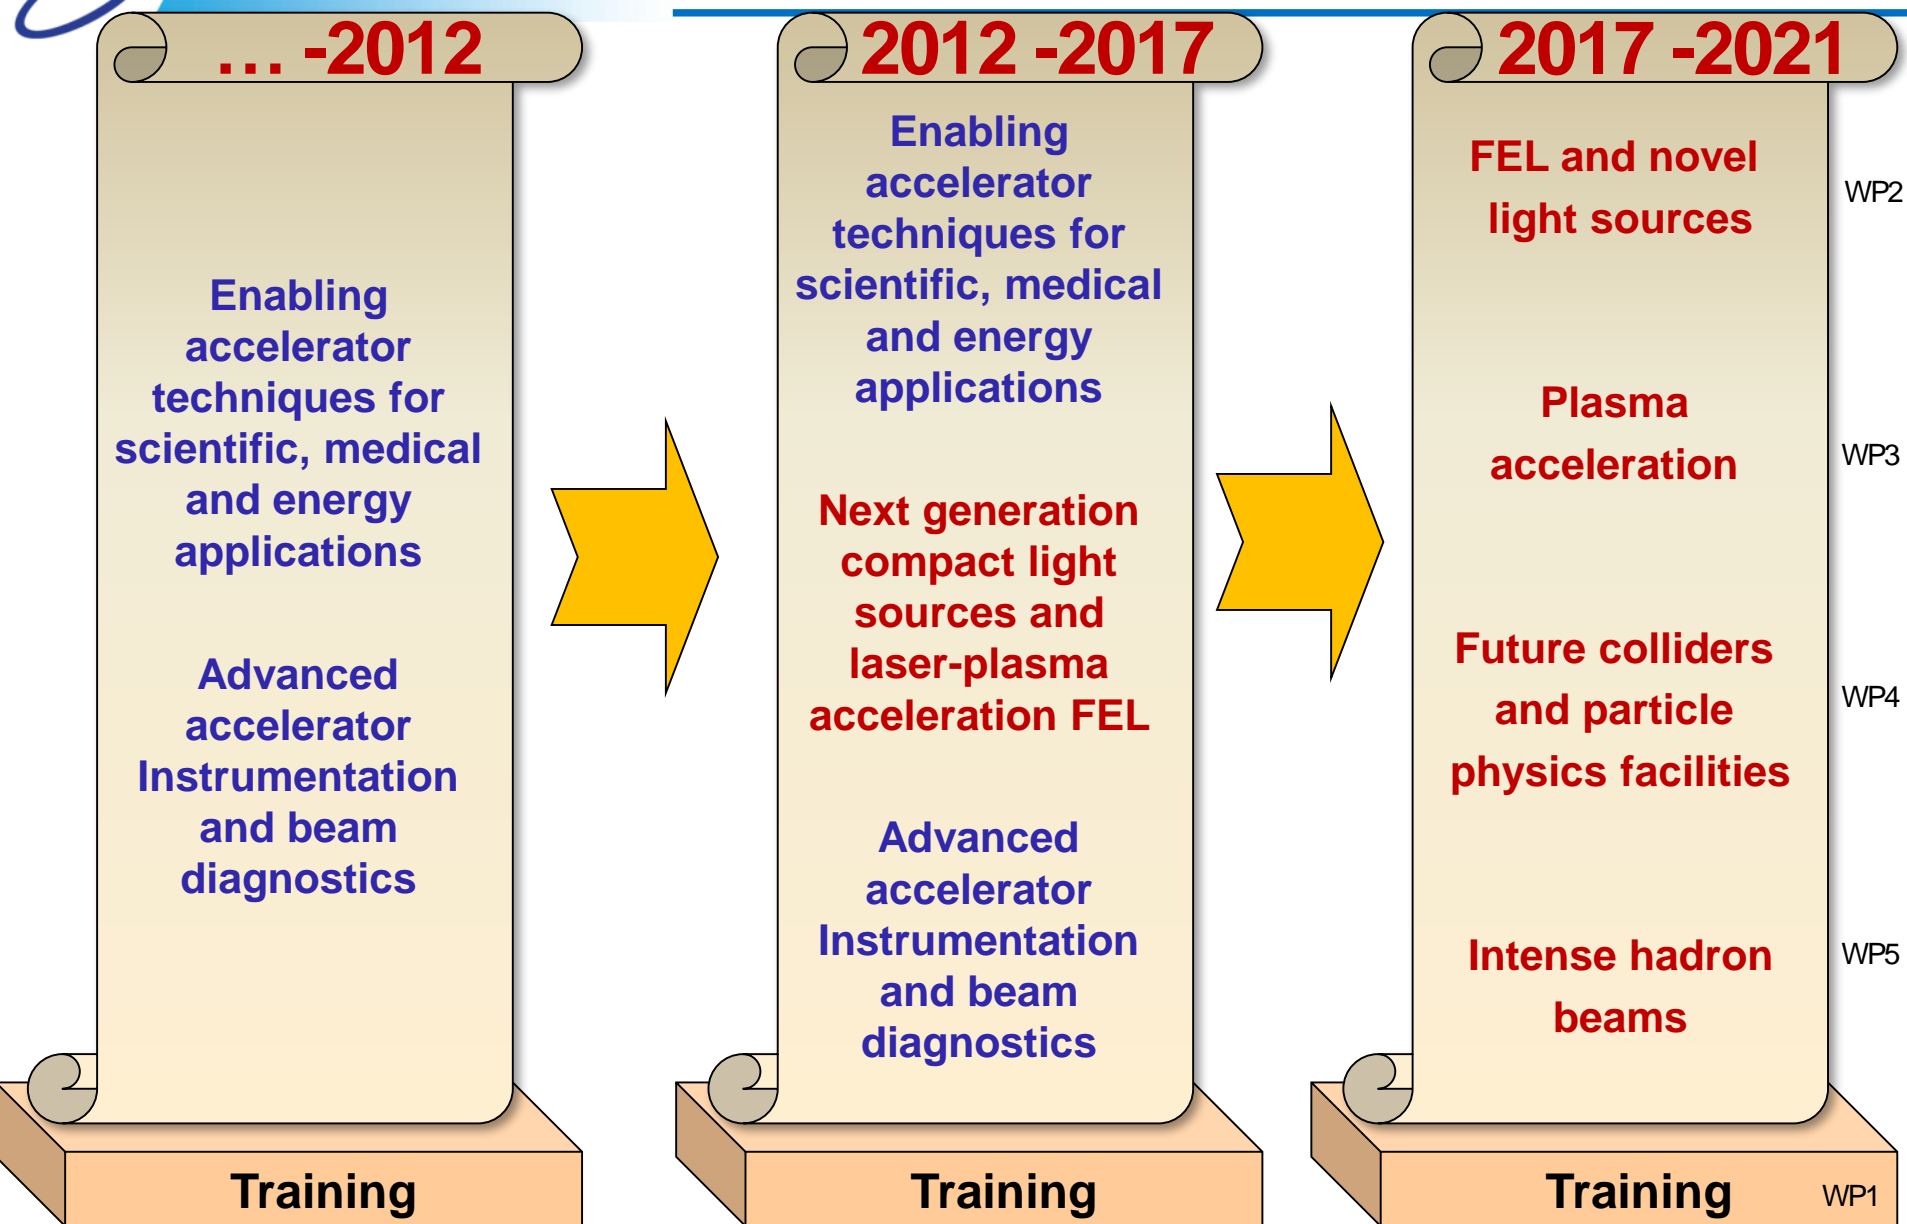 … -2012
Enabling
accelerator
techniques for
scientific, medical
and energy
applications
Advanced
accelerator
Instrumentation
and beam
diagnostics
Training
2012 -2017
Enabling
accelerator
techniques for
scientific, medical
and energy
applications
Next generation
compact light
sources and
laser-plasma
acceleration FEL
Advanced
accelerator
Instrumentation
and beam
diagnostics
Training
2017 -2021
FEL and novel
light sources
WP2
Plasma
acceleration
WP3
Future colliders
and particle
physics facilities
WP4
Intense hadron
beams
WP5
Training
WP1